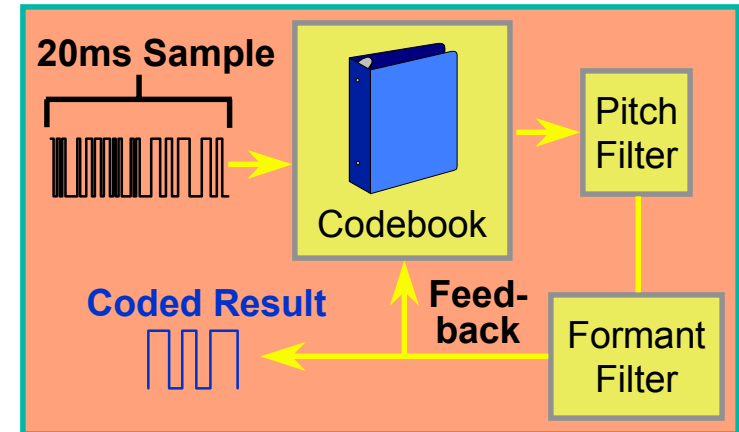 20ms Sample
Codebook
Pitch
Filter
Feed-
back
Coded Result
Formant
Filter